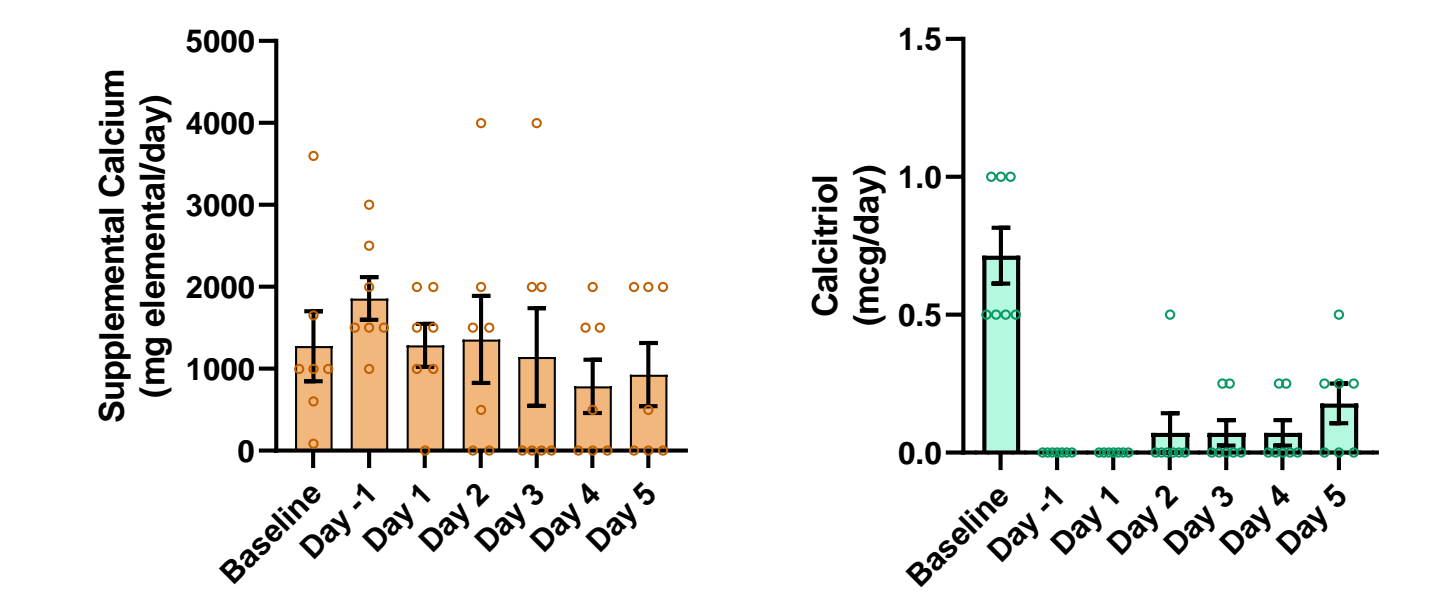 Supplemental Calcium
(mg elemental/day)
5000
4000
3000
2000
1000
0
Baseline
Day -1
Day 1
Day 2
Day 3
Day 4
Day 5
Calcitriol
(mcg/day)
1.5
1.0
0.5
0.0
Baseline
Day -1
Day 1
Day 2
Day 3
Day 4
Day 5